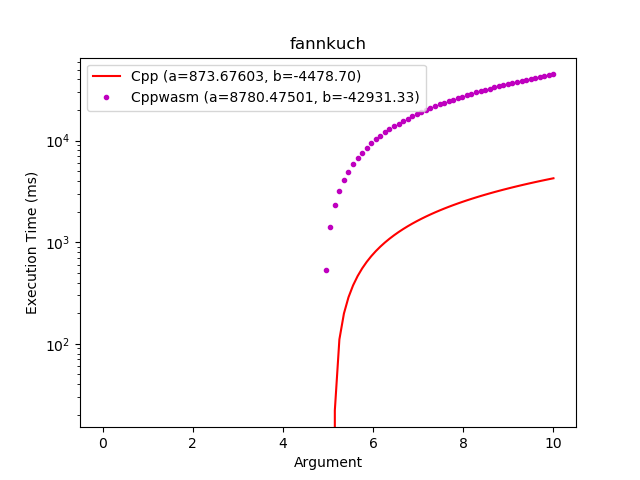 fannkuch
Cpp (a=873.67603, b=-4478.70)
Cppwasm (a=8780.47501, b=-42931.33)
Execution Time (ms)
10^4
10^3
10^2
0 2 4 6 8 10
Argument